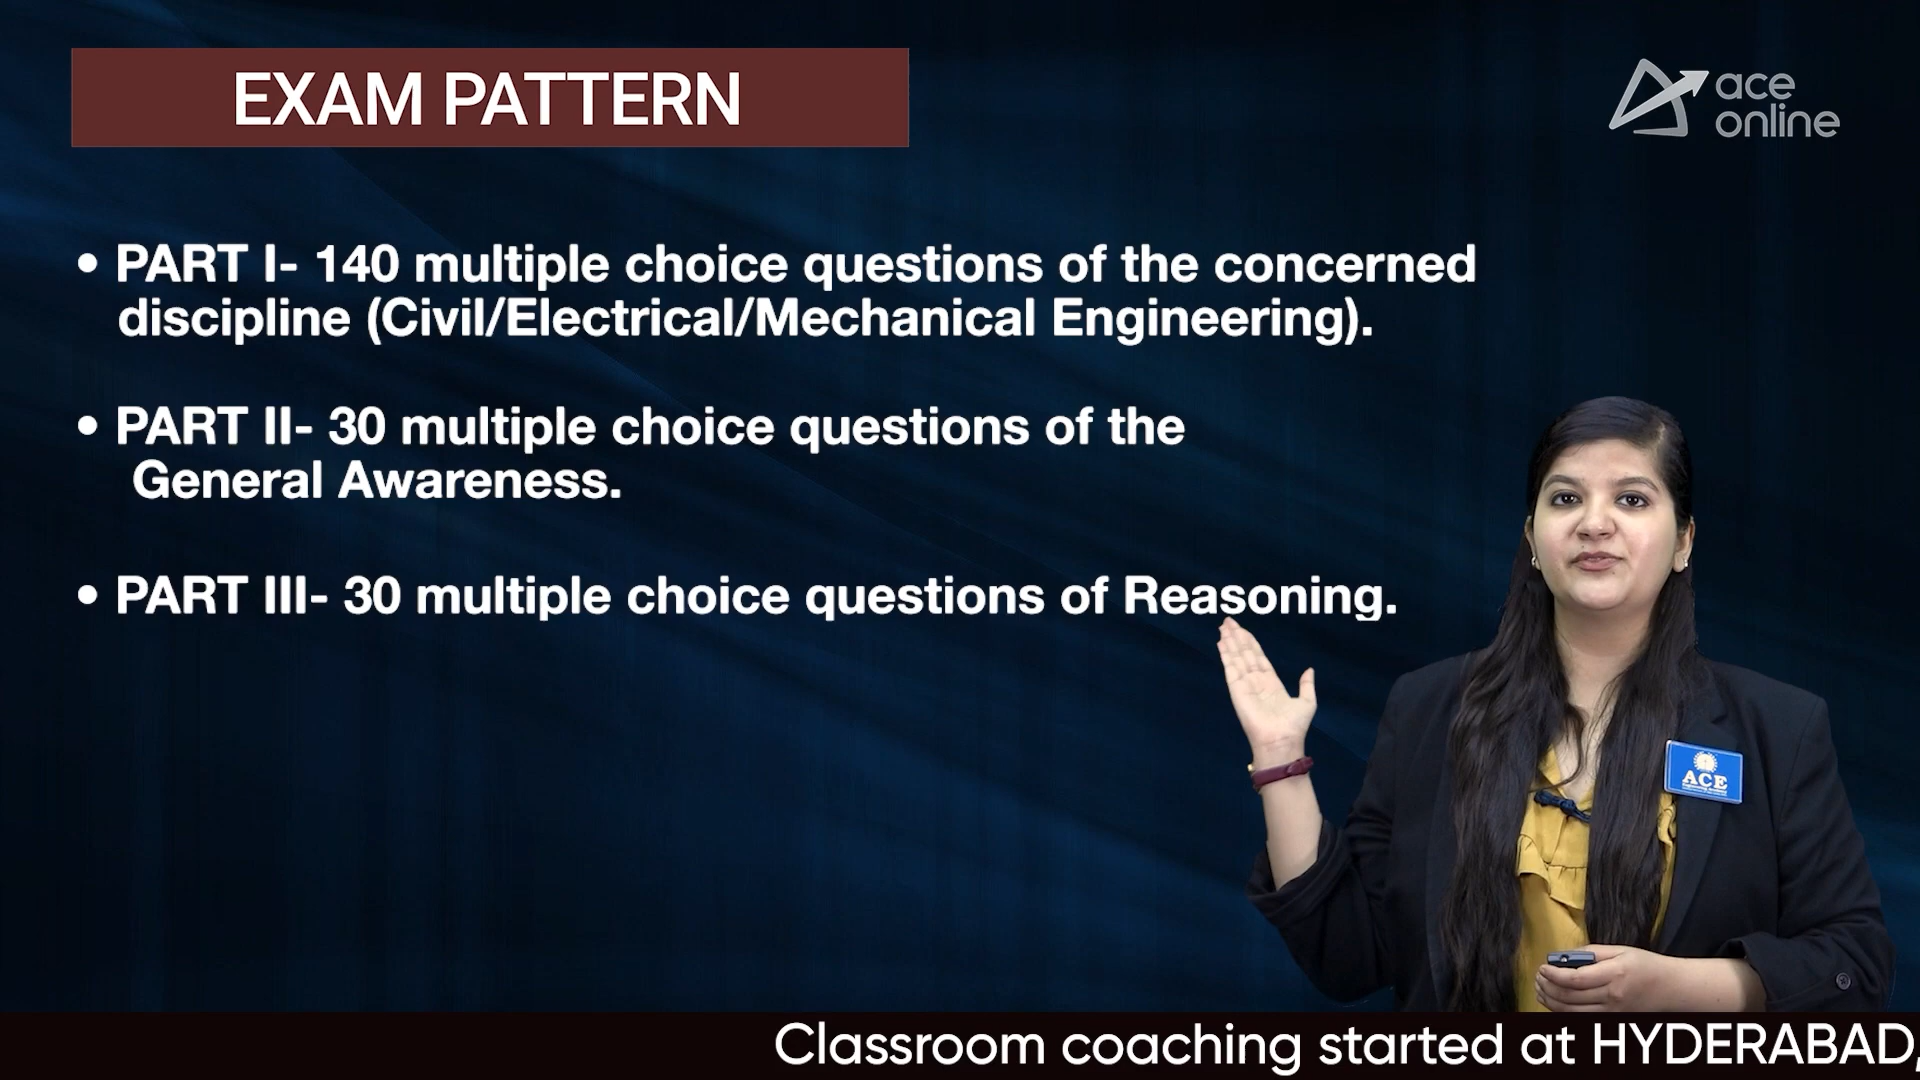 EXAM PATTERN
ace
online
• PART I- 140 multiple choice questions of the concerned
discipline (Civil/Electrical/Mechanical Engineering).
• PART II- 30 multiple choice questions of the
General Awareness.
• PART III- 30 multiple choice questions of Reasoning.
ACE
Classroom coaching started at HYDERABAD,